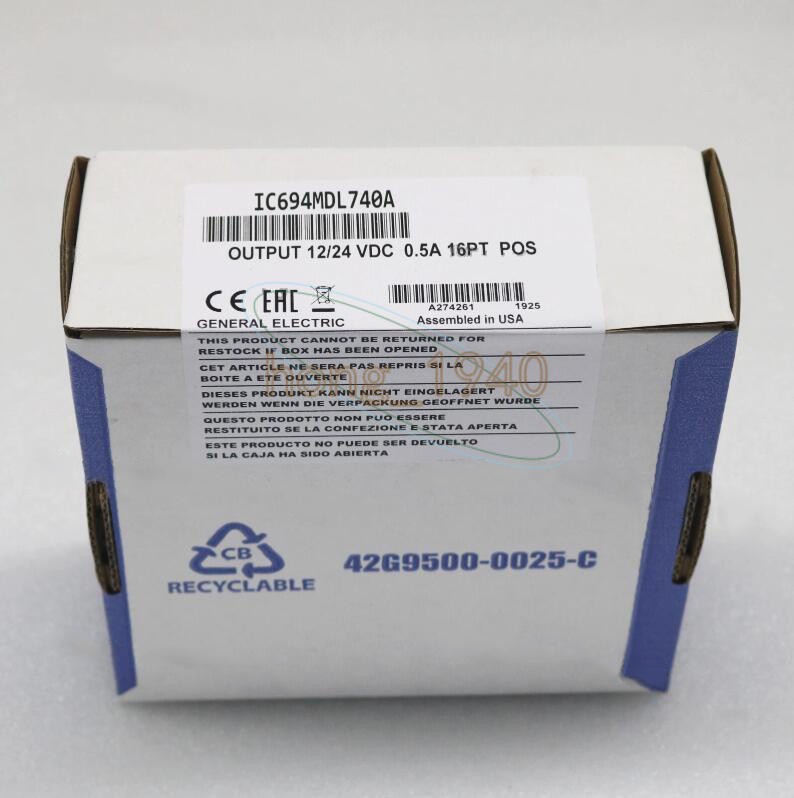 IC694MDL740A
OUTPUT 12/24 VDC 0.5A 16PT POS
CE EAC
A274261 1925
GENERAL ELECTRIC Assembled in USA
THIS PRODUCT CANNOT BE RETURNED FOR
RESTOCK IF BOX HAS BEEN OPENED
CET ARTICLE NE SERA PAS REPRIS SI LA
BOITE A ETE OUVERTE
hong_1940
DIESES PRODUKT KANN NICHT EINGELAGERT
WERDEN WENN DIE VERPACKUNG GEOFFNET WURDE
QUESTO PRODOTTO NON PUO ESSERE
RESTITUITO SE LA CONFEZIONE E STATA APERTA
ESTE PRODUCTO NO PUEDE SER DEVUELTO
SI LA CAJA HA SIDO ABIERTA
CB
RECYCLABLE
42G9500-0025-C